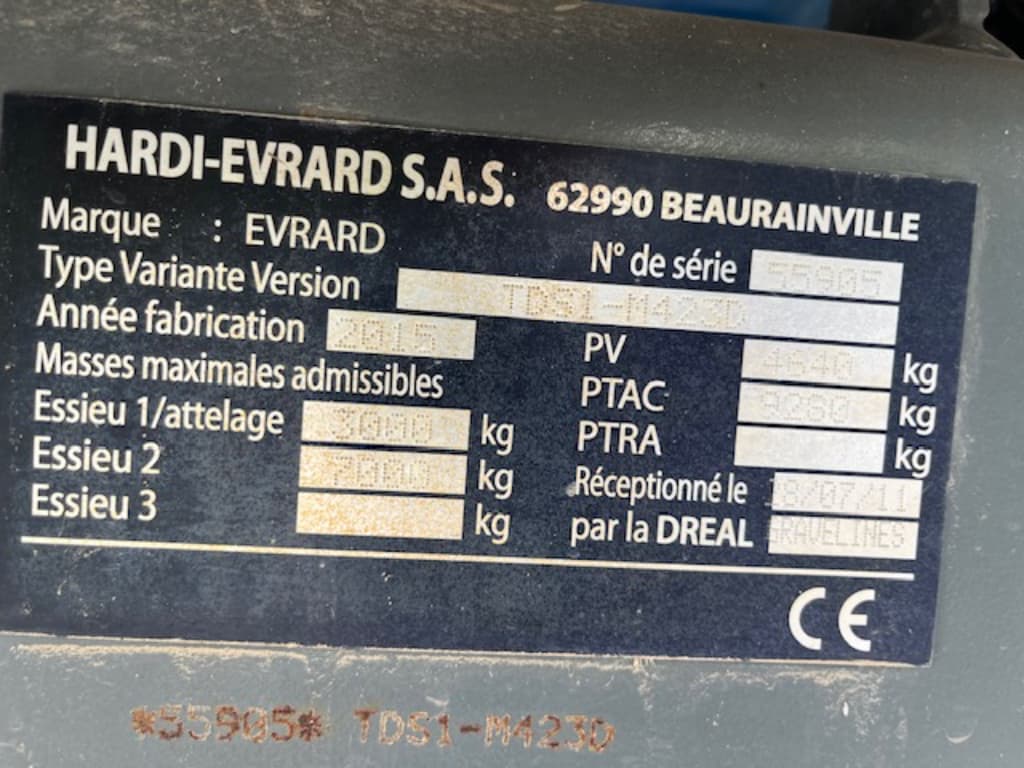 HARDI-EVRARD S.A.S. 62990 BEAURAINVILLE
Marque : EVRARD N° de série 55905
Type Variante Version TDS1-M423D
Année fabrication 2015 PV 4640 kg
Masses maximales admissibles PTAC 9280 kg
Essieu 1/attelage 3000 kg PTRA kg
Essieu 2 7000 kg Réceptionné le 18/07/11
Essieu 3 kg par la DREAL GRAVELINES
CE
*55905* TDS1-M423D